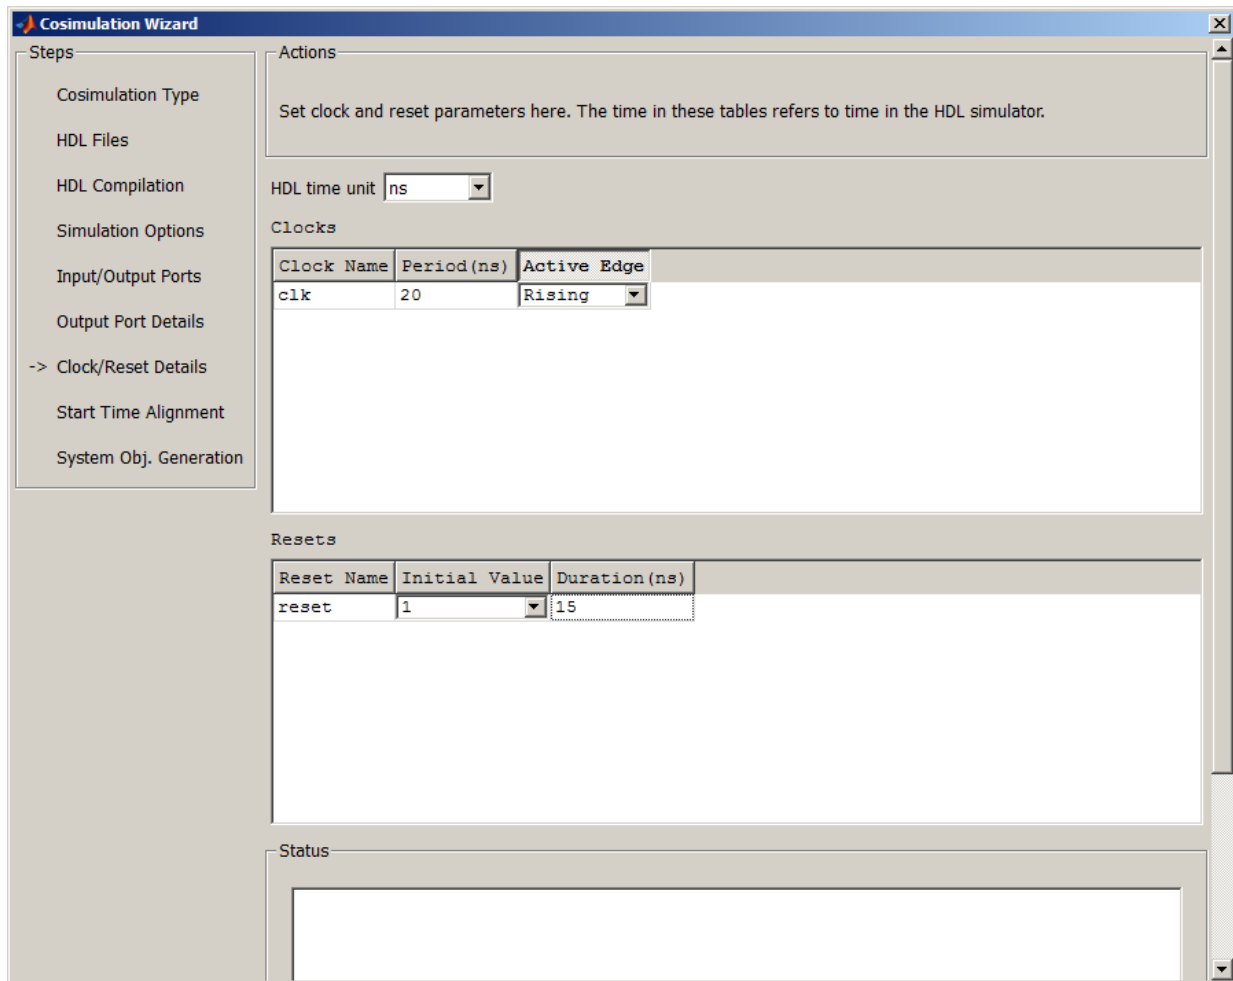 Cosimulation Wizard
Steps
Cosimulation Type
HDL Files
HDL Compilation
Simulation Options
Input/Output Ports
Output Port Details
-> Clock/Reset Details
Start Time Alignment
System Obj. Generation
Actions
Set clock and reset parameters here. The time in these tables refers to time in the HDL simulator.
HDL time unit ns
Clocks
Clock Name Period(ns) Active Edge
clk 20 Rising
Resets
Reset Name Initial Value Duration(ns)
reset 1 15
Status